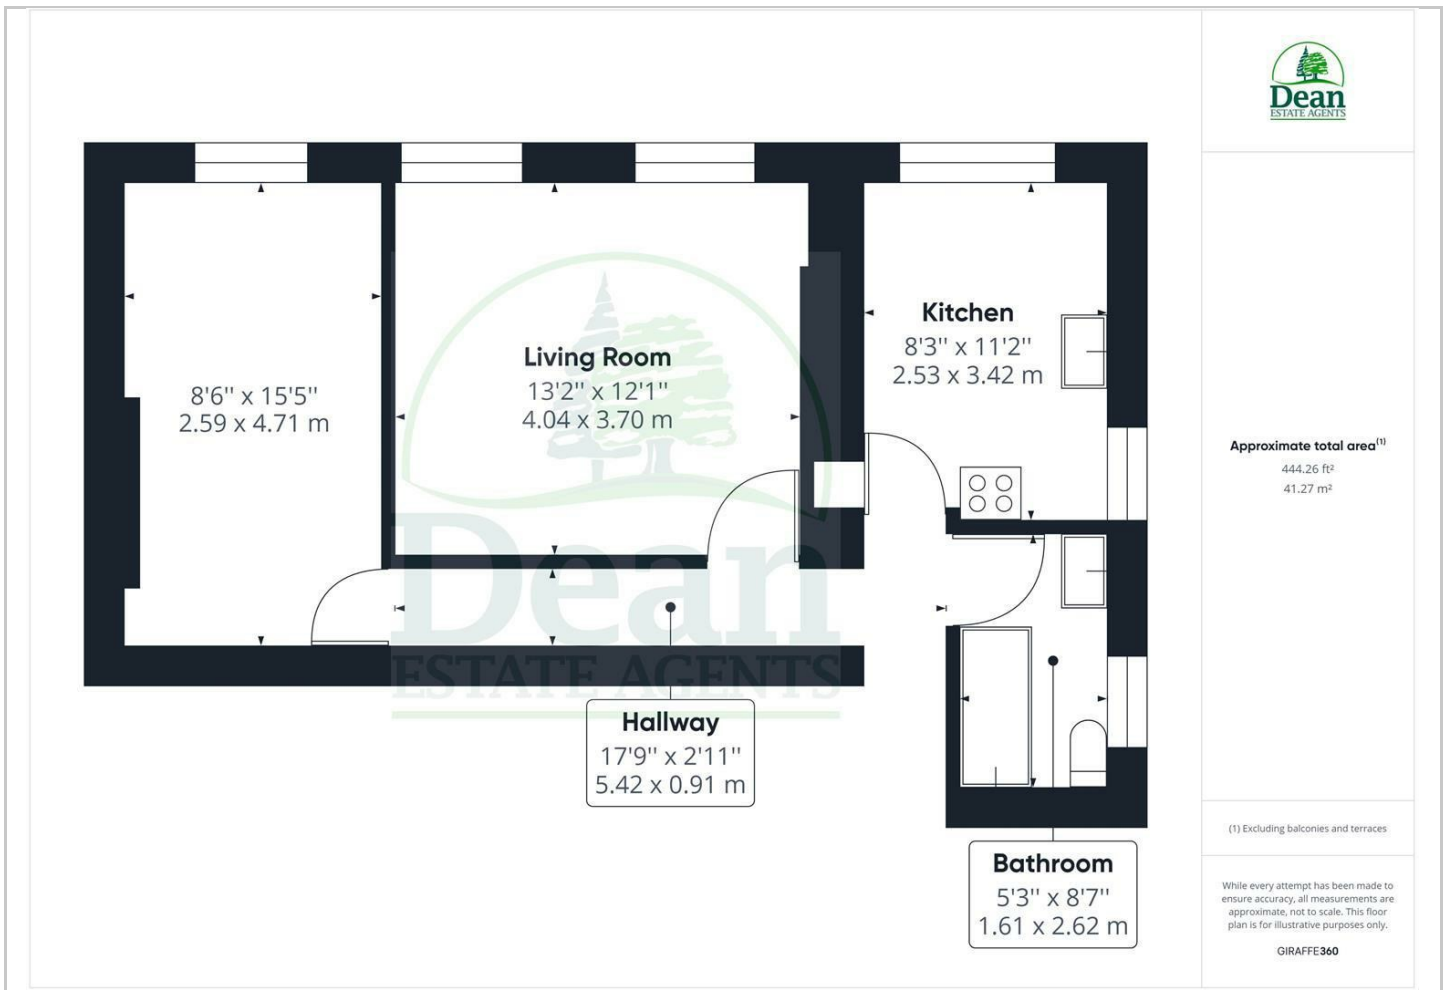 8'6'' x 15'5''
2.59 x 4.71 m
Living Room
13'2'' x 12'1''
4.04 x 3.70 m
Kitchen
8'3'' x 11'2''
2.53 x 3.42 m
Dean
ESTATE AGENTS
Hallway
17'9'' x 2'11''
5.42 x 0.91 m
Bathroom
5'3'' x 8'7''
1.61 x 2.62 m
Dean
ESTATE AGENTS
Approximate total area(1)
444.26 ft²
41.27 m²
(1) Excluding balconies and terraces
While every attempt has been made to
ensure accuracy, all measurements are
approximate, not to scale. This floor
plan is for illustrative purposes only.
GIRAFFE360